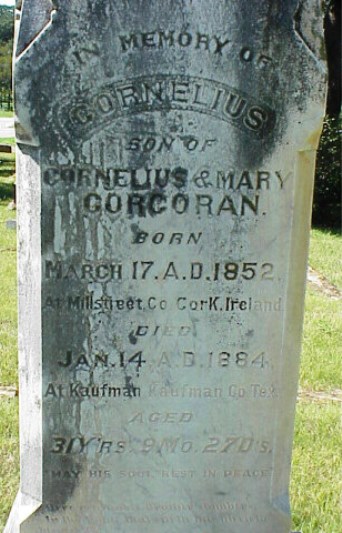 IN MEMORY OF
CORNELIUS
SON OF
CORNELIUS & MARY
CORCORAN.
BORN
MARCH 17. A.D. 1852.
At Millstreet, Co Cork, Ireland
DIED
JAN. 14 A.D. 1884
At Kaufman Kaufman Co Tex.
AGED
31 Yrs. 9 Mo. 27 D's.
MAY HIS SOUL REST IN PEACE